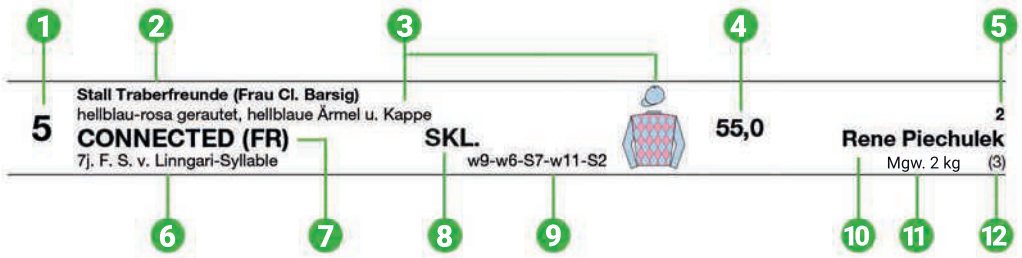 1 2 3 4 5
Stall Traberfreunde (Frau Cl. Barsig)
hellblau-rosa gerautet, hellblaue Ärmel u. Kappe
2
5 CONNECTED (FR) SKL. 55,0 Rene Piechulek
7j. F. S. v. Linngari-Syllable w9-w6-S7-w11-S2 Mgw. 2 kg (3)
6 7 8 9 10 11 12